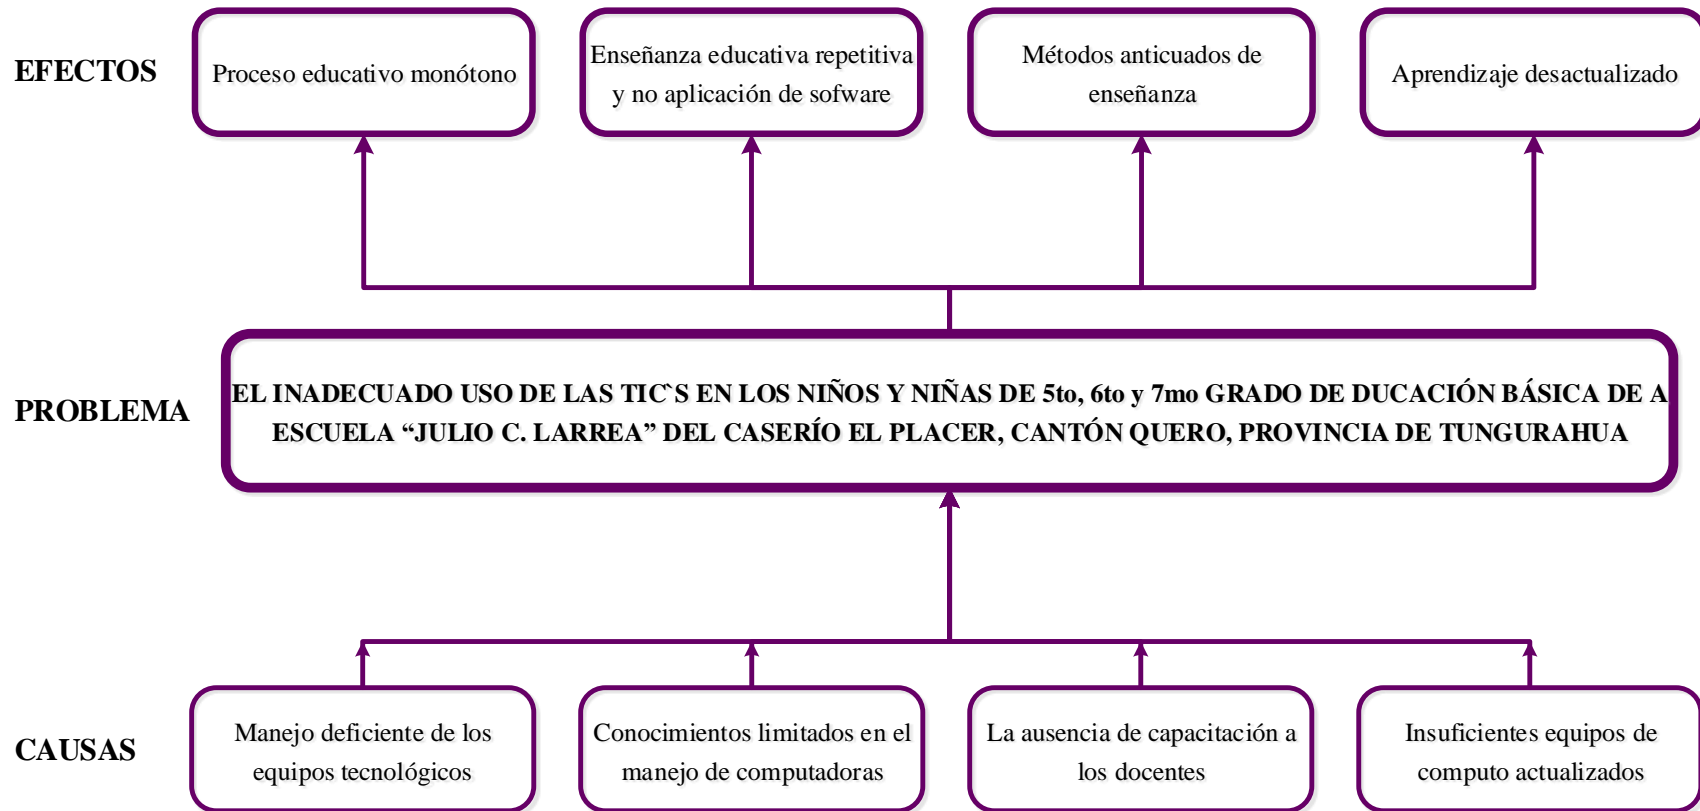 EFECTOS
Proceso educativo monótono
Enseñanza educativa repetitiva
y no aplicación de sofware
Métodos anticuados de
enseñanza
Aprendizaje desactualizado
PROBLEMA
EL INADECUADO USO DE LAS TIC`S EN LOS NIÑOS Y NIÑAS DE 5to, 6to y 7mo GRADO DE DUCACIÓN BÁSICA DE A
ESCUELA “JULIO C. LARREA” DEL CASERÍO EL PLACER, CANTÓN QUERO, PROVINCIA DE TUNGURAHUA
CAUSAS
Manejo deficiente de los
equipos tecnológicos
Conocimientos limitados en el
manejo de computadoras
La ausencia de capacitación a
los docentes
Insuficientes equipos de
computo actualizados